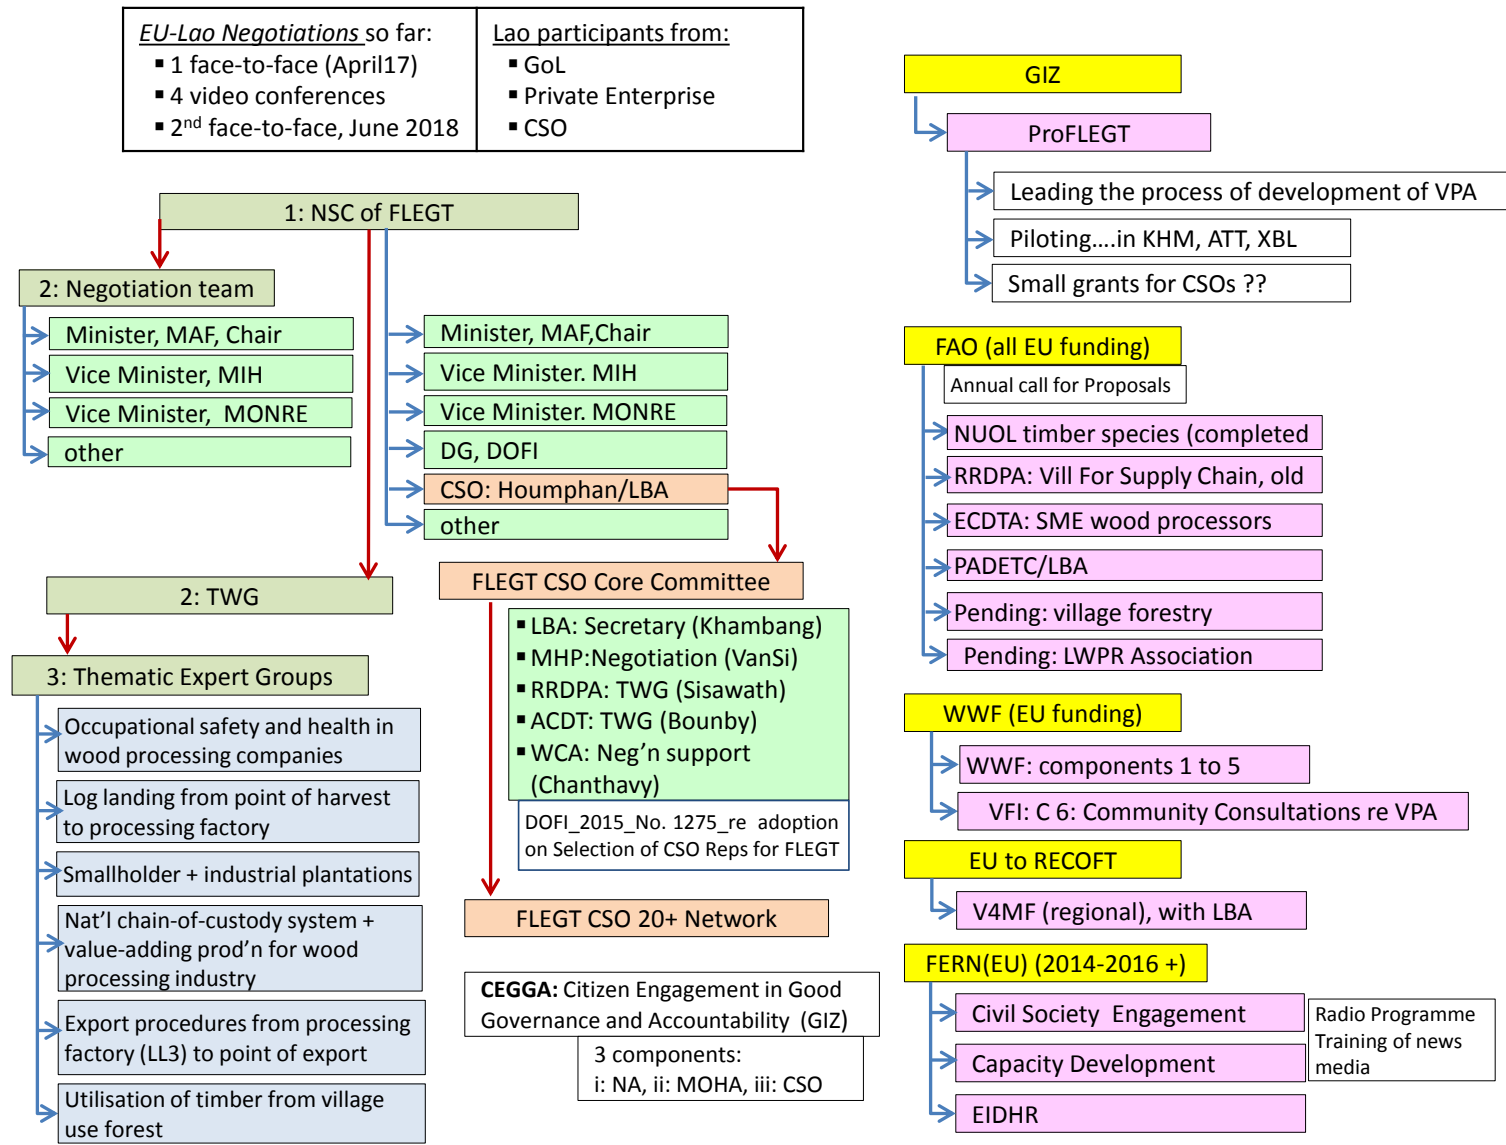 EU-Lao Negotiations so far:
▪ 1 face-to-face (April17)
▪ 4 video conferences
▪ 2nd face-to-face, June 2018
Lao participants from:
▪ GoL
▪ Private Enterprise
▪ CSO
1: NSC of FLEGT
2: Negotiation team
Minister, MAF, Chair
Vice Minister, MIH
Vice Minister, MONRE
other
Minister, MAF,Chair
Vice Minister. MIH
Vice Minister. MONRE
DG, DOFI
CSO: Houmphan/LBA
other
2: TWG
3: Thematic Expert Groups
Occupational safety and health in
wood processing companies
Log landing from point of harvest
to processing factory
Smallholder + industrial plantations
Nat’l chain-of-custody system +
value-adding prod’n for wood
processing industry
Export procedures from processing
factory (LL3) to point of export
Utilisation of timber from village
use forest
FLEGT CSO Core Committee
▪ LBA: Secretary (Khambang)
▪ MHP:Negotiation (VanSi)
▪ RRDPA: TWG (Sisawath)
▪ ACDT: TWG (Bounby)
▪ WCA: Neg’n support
(Chanthavy)
DOFI_2015_No. 1275_re adoption
on Selection of CSO Reps for FLEGT
FLEGT CSO 20+ Network
CEGGA: Citizen Engagement in Good
Governance and Accountability (GIZ)
3 components:
i: NA, ii: MOHA, iii: CSO
GIZ
ProFLEGT
Leading the process of development of VPA
Piloting....in KHM, ATT, XBL
Small grants for CSOs ??
FAO (all EU funding)
Annual call for Proposals
NUOL timber species (completed
RRDPA: Vill For Supply Chain, old
ECDTA: SME wood processors
PADETC/LBA
Pending: village forestry
Pending: LWPR Association
WWF (EU funding)
WWF: components 1 to 5
VFI: C 6: Community Consultations re VPA
EU to RECOFT
V4MF (regional), with LBA
FERN(EU) (2014-2016 +)
Civil Society Engagement
Capacity Development
EIDHR
Radio Programme
Training of news
media